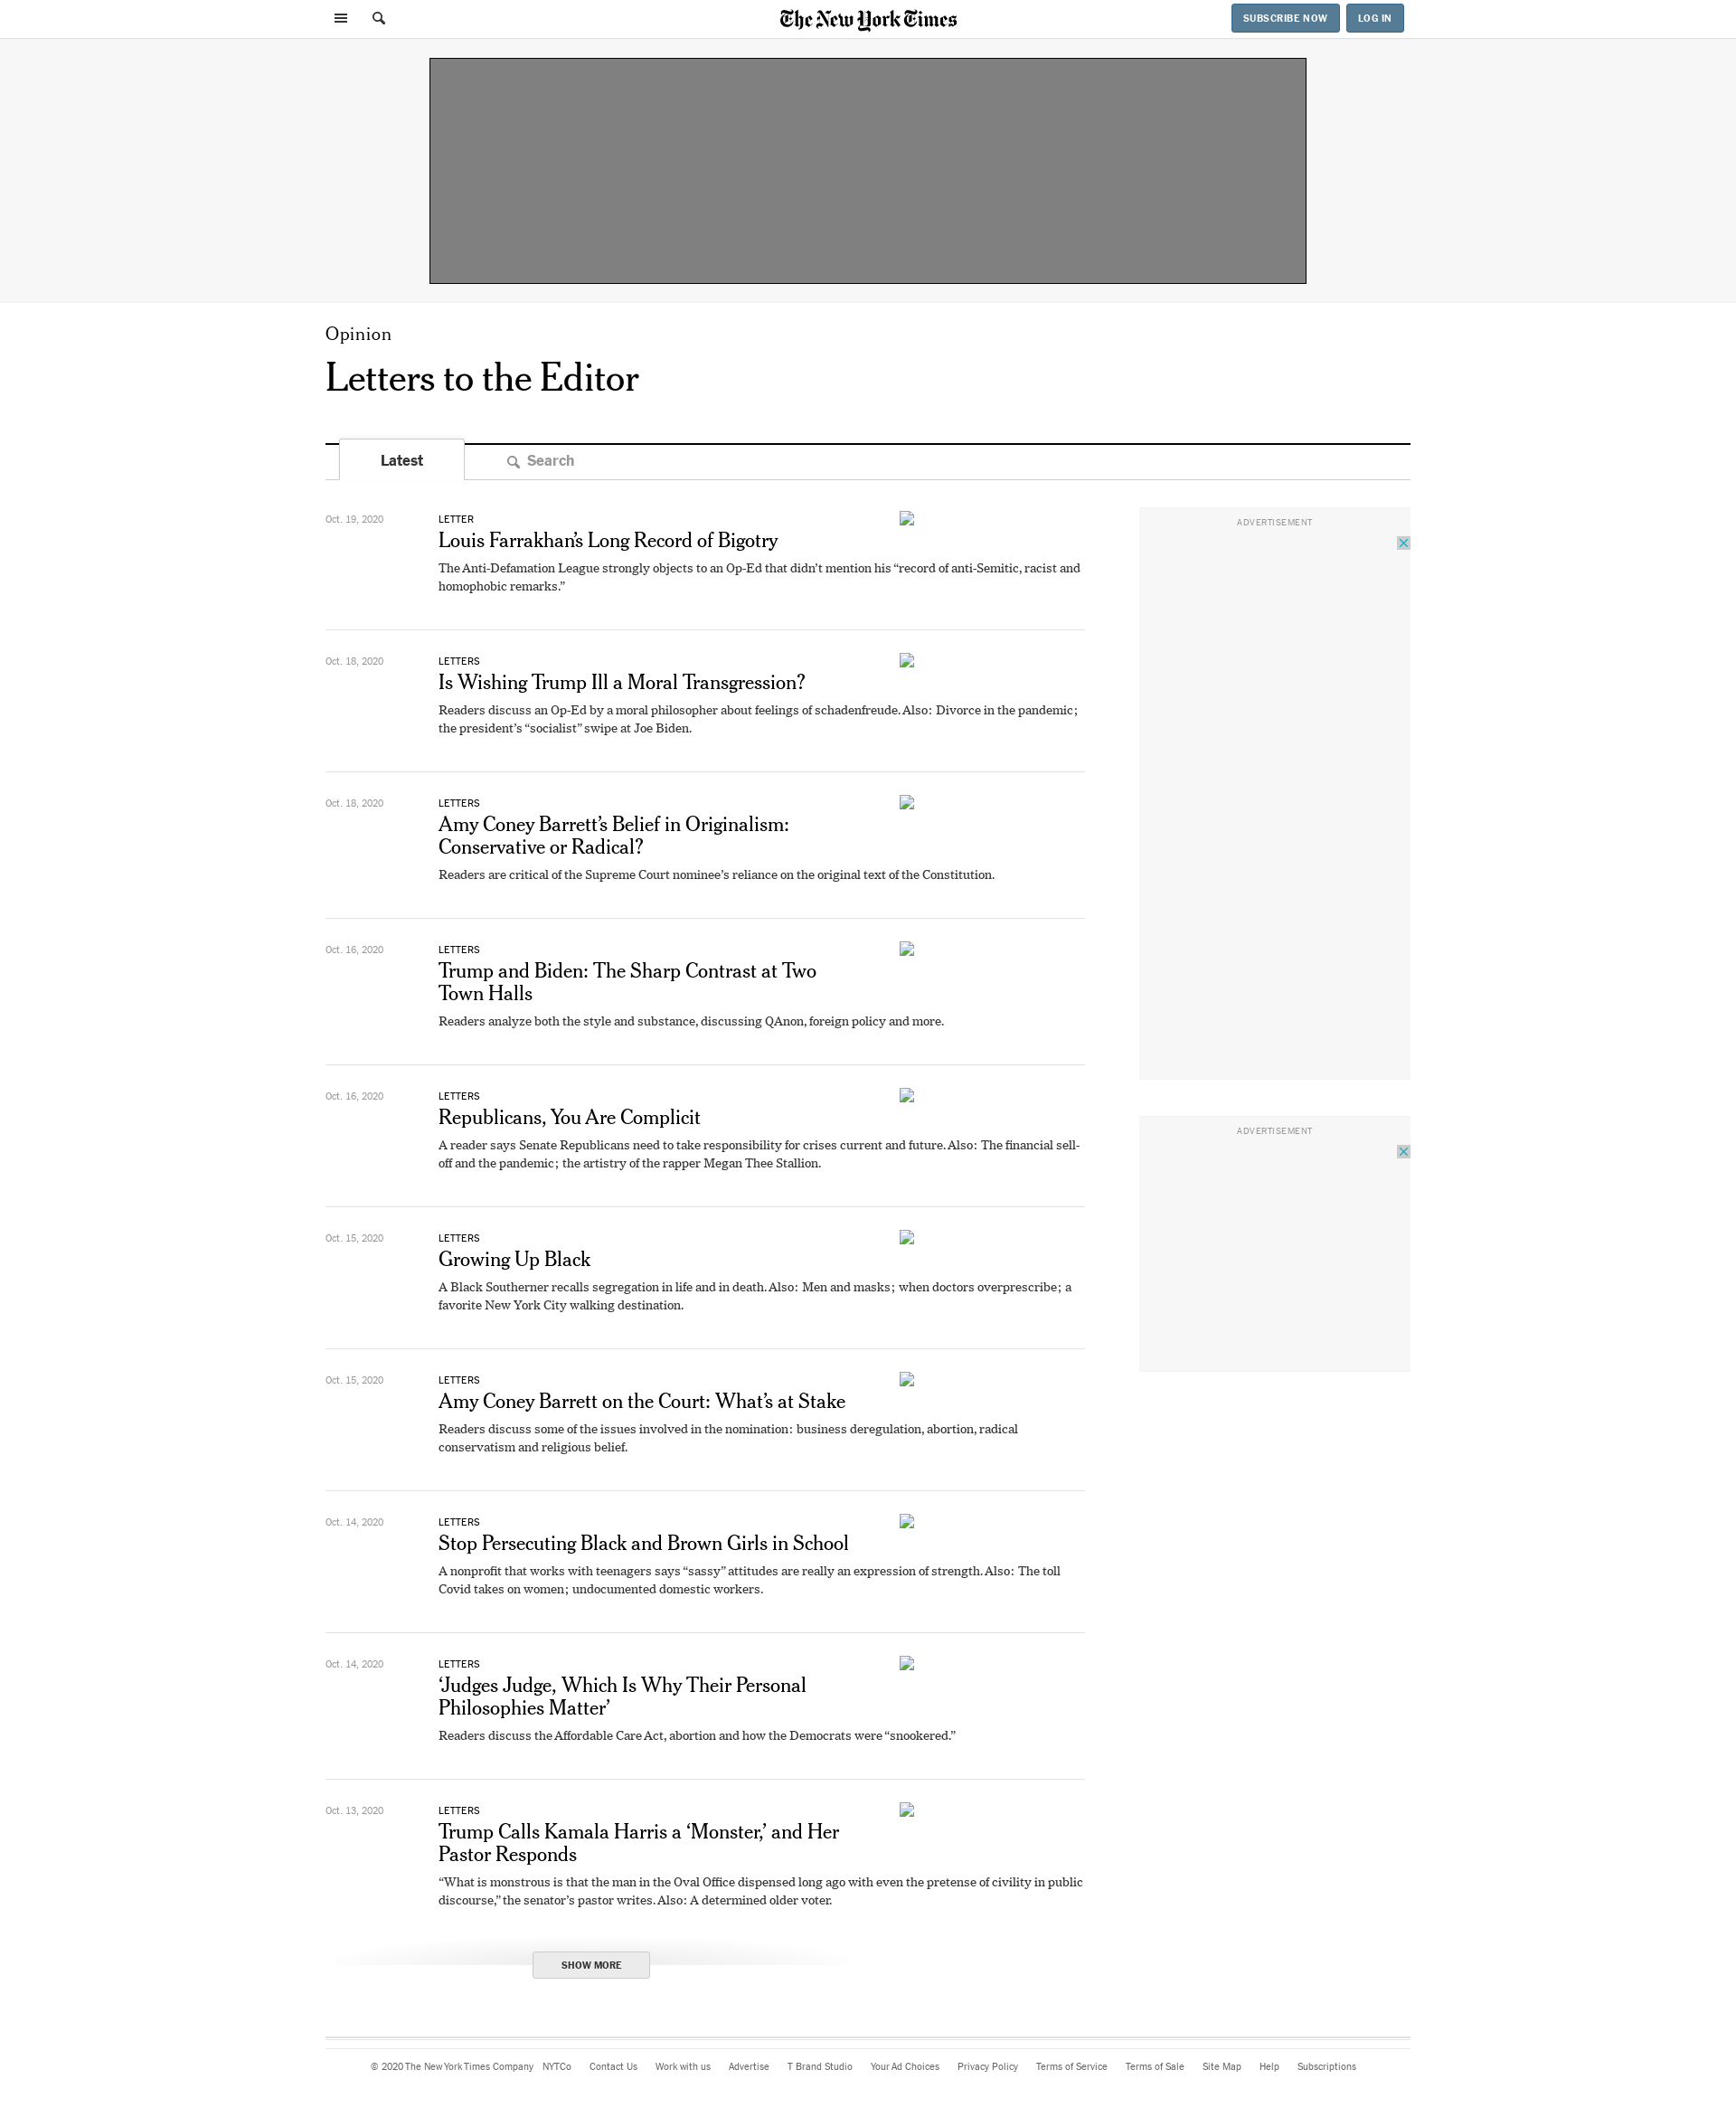 The New York Times
SUBSCRIBE NOW
LOG IN
Opinion
Letters to the Editor
Latest
Search
Oct. 19, 2020
LETTER
Louis Farrakhan’s Long Record of Bigotry
The Anti-Defamation League strongly objects to an Op-Ed that didn’t mention his “record of anti-Semitic, racist and
homophobic remarks.”
Oct. 18, 2020
LETTERS
Is Wishing Trump Ill a Moral Transgression?
Readers discuss an Op-Ed by a moral philosopher about feelings of schadenfreude. Also: Divorce in the pandemic;
the president’s “socialist” swipe at Joe Biden.
Oct. 18, 2020
LETTERS
Amy Coney Barrett’s Belief in Originalism:
Conservative or Radical?
Readers are critical of the Supreme Court nominee’s reliance on the original text of the Constitution.
Oct. 16, 2020
LETTERS
Trump and Biden: The Sharp Contrast at Two
Town Halls
Readers analyze both the style and substance, discussing QAnon, foreign policy and more.
Oct. 16, 2020
LETTERS
Republicans, You Are Complicit
A reader says Senate Republicans need to take responsibility for crises current and future. Also: The financial sell-
off and the pandemic; the artistry of the rapper Megan Thee Stallion.
Oct. 15, 2020
LETTERS
Growing Up Black
A Black Southerner recalls segregation in life and in death. Also: Men and masks; when doctors overprescribe; a
favorite New York City walking destination.
Oct. 15, 2020
LETTERS
Amy Coney Barrett on the Court: What’s at Stake
Readers discuss some of the issues involved in the nomination: business deregulation, abortion, radical
conservatism and religious belief.
Oct. 14, 2020
LETTERS
Stop Persecuting Black and Brown Girls in School
A nonprofit that works with teenagers says “sassy” attitudes are really an expression of strength. Also: The toll
Covid takes on women; undocumented domestic workers.
Oct. 14, 2020
LETTERS
‘Judges Judge, Which Is Why Their Personal
Philosophies Matter’
Readers discuss the Affordable Care Act, abortion and how the Democrats were “snookered.”
Oct. 13, 2020
LETTERS
Trump Calls Kamala Harris a ‘Monster,’ and Her
Pastor Responds
“What is monstrous is that the man in the Oval Office dispensed long ago with even the pretense of civility in public
discourse,” the senator’s pastor writes. Also: A determined older voter.
SHOW MORE
ADVERTISEMENT
ADVERTISEMENT
© 2020 The New York Times Company NYTCo Contact Us Work with us Advertise T Brand Studio Your Ad Choices Privacy Policy Terms of Service Terms of Sale Site Map Help Subscriptions